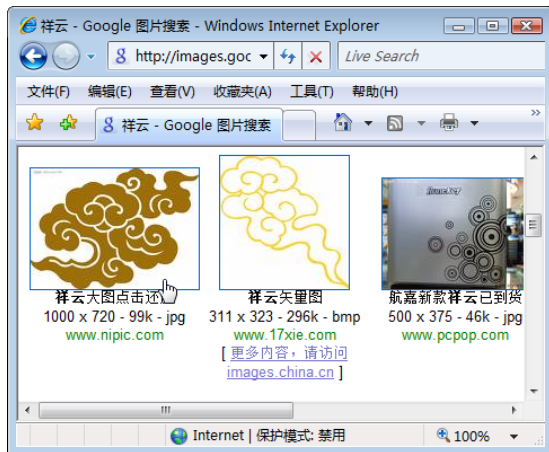 祥云 - Google 图片搜索 - Windows Internet Explorer
http://images.goc
Live Search
文件(F) 编辑(E) 查看(V) 收藏夹(A) 工具(T) 帮助(H)
祥云 - Google 图片搜索
祥云大图点击还
1000 x 720 - 99k - jpg
www.nipic.com
祥云矢量图
311 x 323 - 296k - bmp
www.17xie.com
[ 更多内容，请访问
images.china.cn ]
航嘉新款祥云已到货
500 x 375 - 46k - jpg
www.pcpop.com
Internet | 保护模式: 禁用
100%